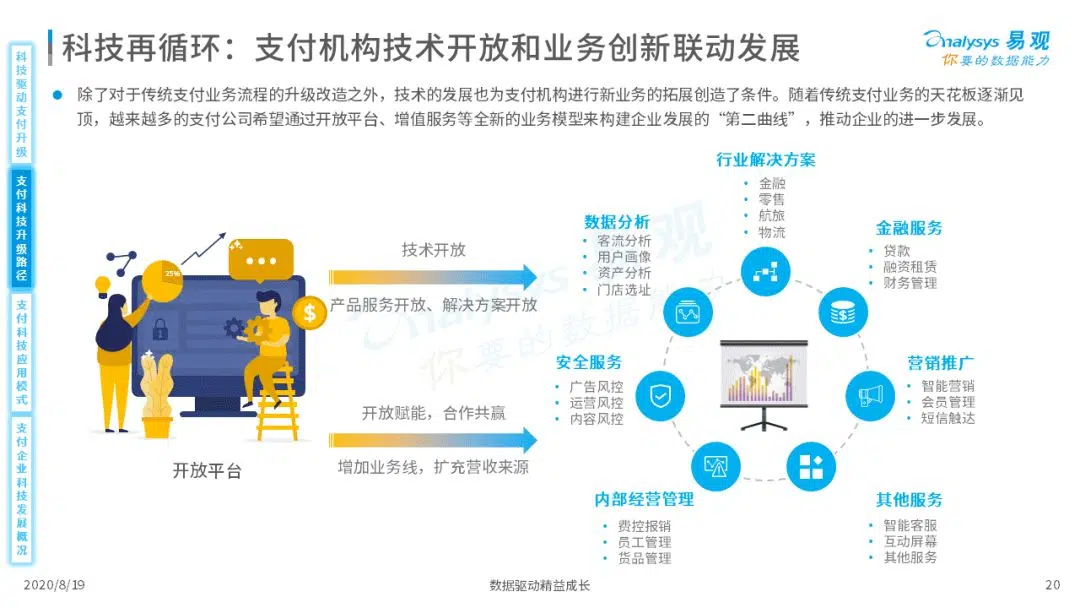 科技再循环：支付机构技术开放和业务创新联动发展
analysys 易观
你要的数据能力
科技驱动支付升级
支付科技升级路径
支付科技应用模式
支付企业科技发展概况
除了对于传统支付业务流程的升级改造之外，技术的发展也为支付机构进行新业务的拓展创造了条件。随着传统支付业务的天花板逐渐见
顶，越来越多的支付公司希望通过开放平台、增值服务等全新的业务模型来构建企业发展的“第二曲线”，推动企业的进一步发展。
25%
开放平台
技术开放
产品服务开放、解决方案开放
开放赋能，合作共赢
增加业务线，扩充营收来源
行业解决方案
• 金融
• 零售
• 航旅
• 物流
数据分析
• 客流分析
• 用户画像
• 资产分析
• 门店选址
金融服务
• 贷款
• 融资租赁
• 财务管理
安全服务
• 广告风控
• 运营风控
• 内容风控
营销推广
• 智能营销
• 会员管理
• 短信触达
内部经营管理
• 费控报销
• 员工管理
• 货品管理
其他服务
• 智能客服
• 互动屏幕
• 其他服务
analysys 易观
你要的数据能力
2020/8/19
数据驱动精益成长
20